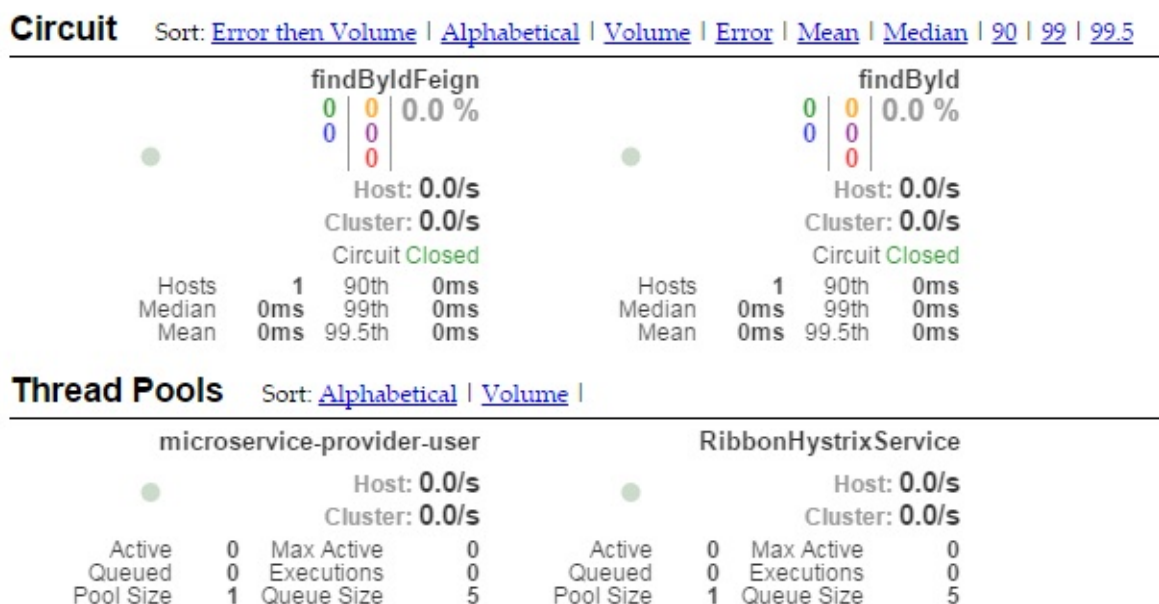 Circuit Sort: Error then Volume | Alphabetical | Volume | Error | Mean | Median | 90 | 99 | 99.5
findByIdFeign findById
0 0 0.0 % 0 0 0.0 %
0 0 0 0
0 0
Host: 0.0/s Host: 0.0/s
Cluster: 0.0/s Cluster: 0.0/s
Circuit Closed Circuit Closed
Hosts 1 90th 0ms Hosts 1 90th 0ms
Median 0ms 99th 0ms Median 0ms 99th 0ms
Mean 0ms 99.5th 0ms Mean 0ms 99.5th 0ms
Thread Pools Sort: Alphabetical | Volume |
microservice-provider-user RibbonHystrixService
Host: 0.0/s Host: 0.0/s
Cluster: 0.0/s Cluster: 0.0/s
Active 0 Max Active 0 Active 0 Max Active 0
Queued 0 Executions 0 Queued 0 Executions 0
Pool Size 1 Queue Size 5 Pool Size 1 Queue Size 5